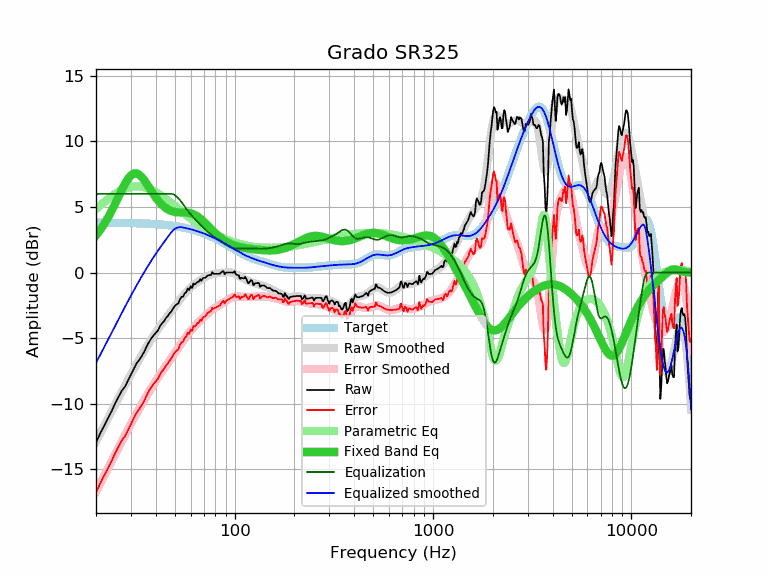 Grado SR325
Amplitude (dBr)
15
10
5
0
−5
−10
−15
Target
Raw Smoothed
Error Smoothed
Raw
Error
Parametric Eq
Fixed Band Eq
Equalization
Equalized smoothed
100
1000
10000
Frequency (Hz)